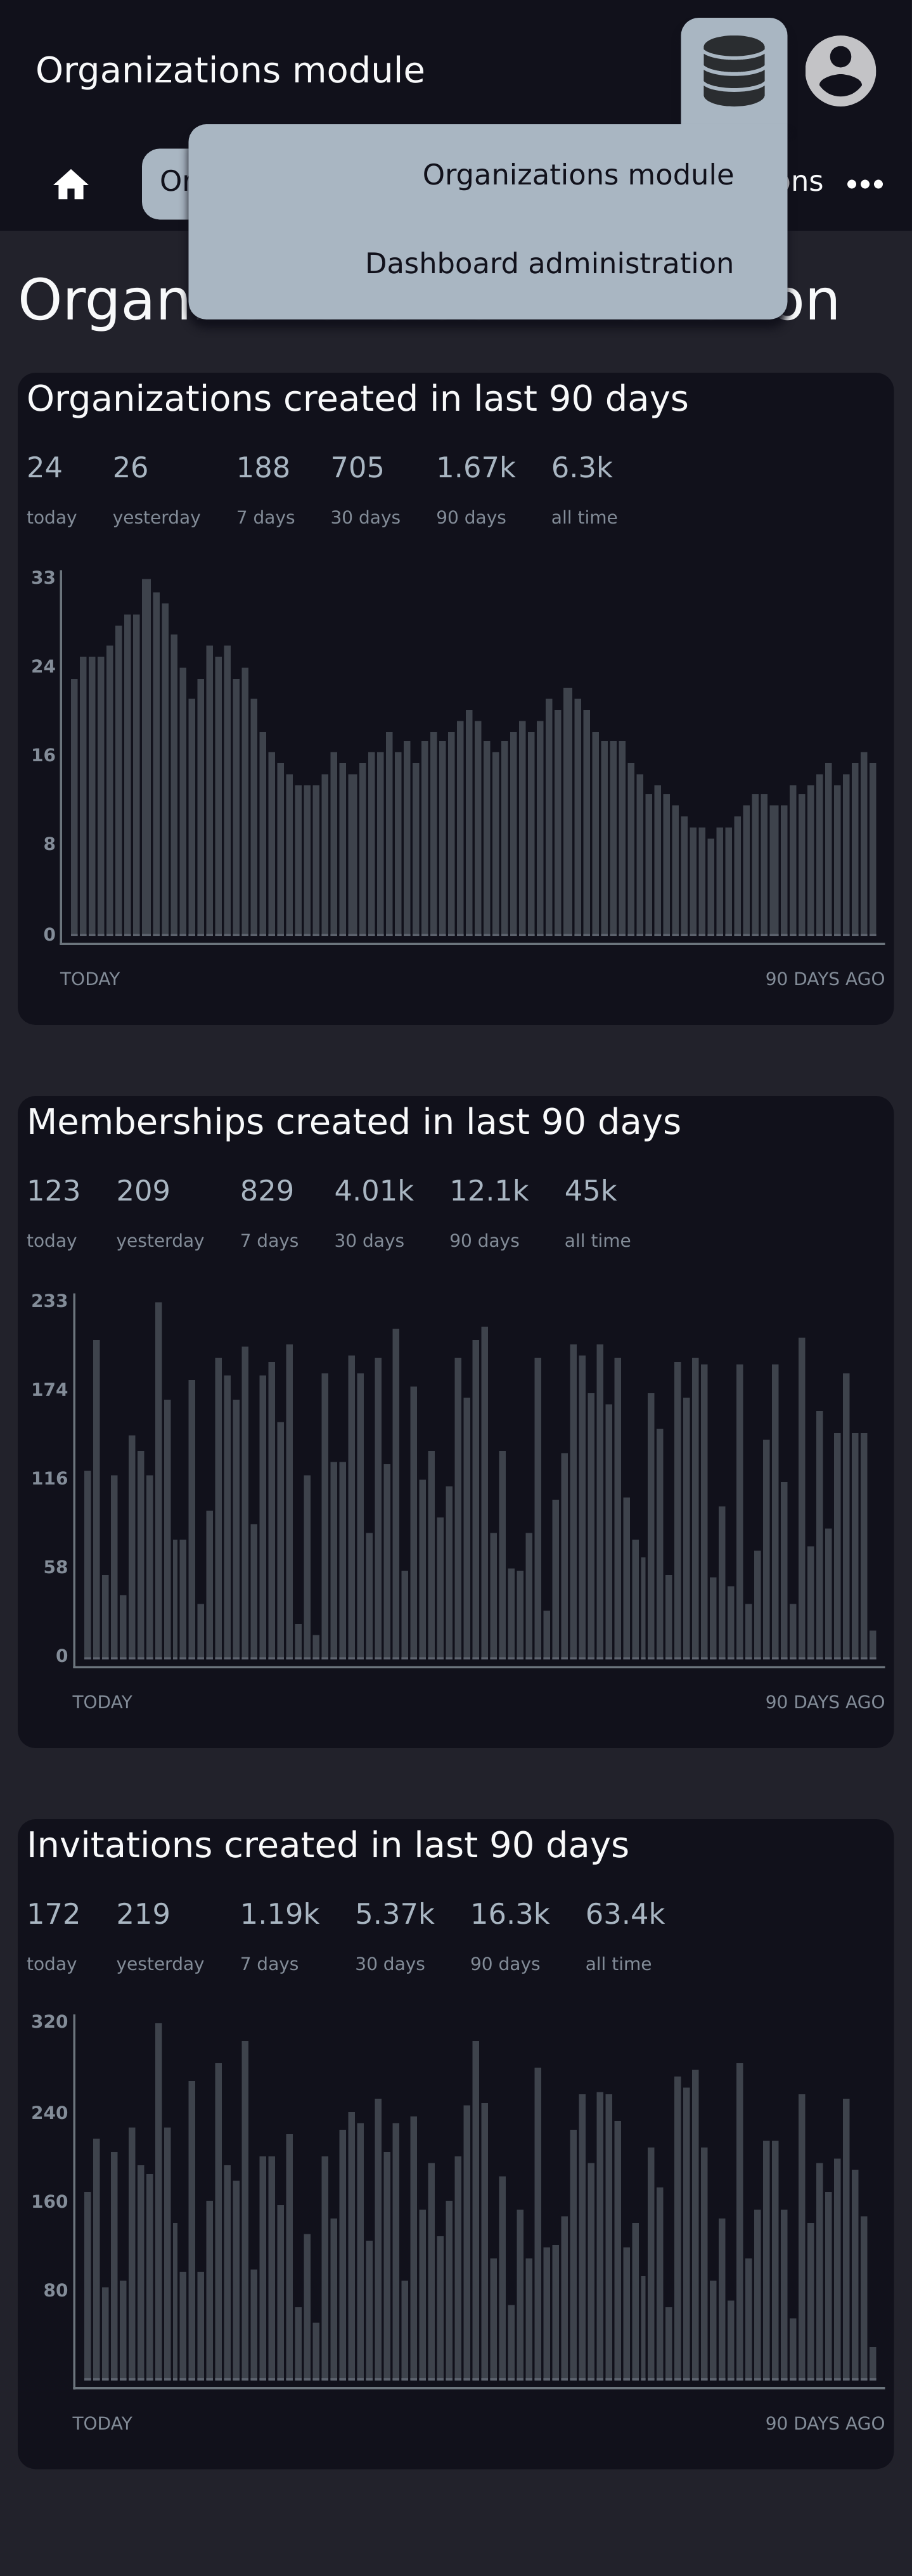 Organizations module
Organizations module
Dashboard administration
Organizations created in last 90 days
24 26 188 705 1.67k 6.3k
today yesterday 7 days 30 days 90 days all time
33
24
16
8
0
TODAY 90 DAYS AGO
Memberships created in last 90 days
123 209 829 4.01k 12.1k 45k
today yesterday 7 days 30 days 90 days all time
233
174
116
58
0
TODAY 90 DAYS AGO
Invitations created in last 90 days
172 219 1.19k 5.37k 16.3k 63.4k
today yesterday 7 days 30 days 90 days all time
320
240
160
80
TODAY 90 DAYS AGO